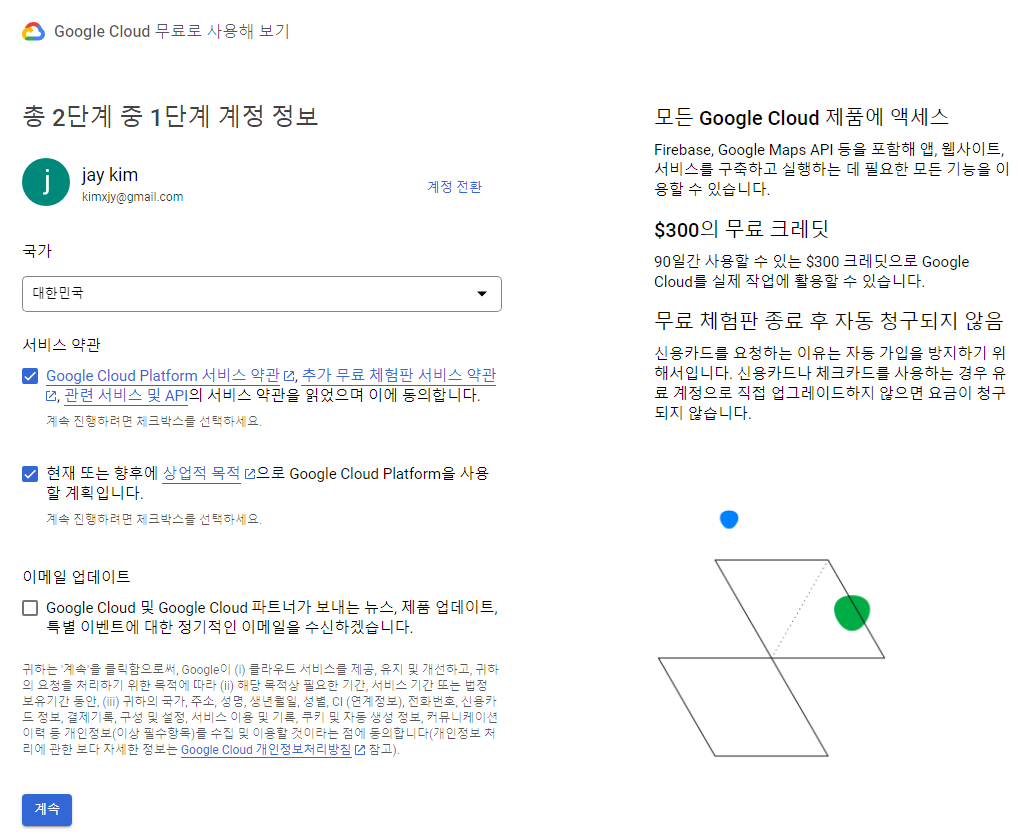 Google Cloud 무료로 사용해 보기
총 2단계 중 1단계 계정 정보
j
jay kim
kimxjy@gmail.com
계정 전환
국가
대한민국
서비스 약관
Google Cloud Platform 서비스 약관, 추가 무료 체험판 서비스 약관
, 관련 서비스 및 API의 서비스 약관을 읽었으며 이에 동의합니다.
계속 진행하려면 체크박스를 선택하세요.
현재 또는 향후에 상업적 목적으로 Google Cloud Platform을 사용
할 계획입니다.
계속 진행하려면 체크박스를 선택하세요.
이메일 업데이트
Google Cloud 및 Google Cloud 파트너가 보내는 뉴스, 제품 업데이트,
특별 이벤트에 대한 정기적인 이메일을 수신하겠습니다.
귀하는 '계속'을 클릭함으로써, Google이 (i) 클라우드 서비스를 제공, 유지 및 개선하고, 귀하
의 요청을 처리하기 위한 목적에 따라 (ii) 해당 목적상 필요한 기간, 서비스 기간 또는 법정
보유기간 동안, (iii) 귀하의 국가, 주소, 성명, 생년월일, 성별, CI (연계정보), 전화번호, 신용카
드 정보, 결제기록, 구성 및 설정, 서비스 이용 및 기록, 쿠키 및 자동 생성 정보, 커뮤니케이션
이력 등 개인정보(이상 필수항목)를 수집 및 이용할 것이라는 점에 동의합니다(개인정보 처
리에 관한 보다 자세한 정보는 Google Cloud 개인정보처리방침 참고).
계속
모든 Google Cloud 제품에 액세스
Firebase, Google Maps API 등을 포함해 앱, 웹사이트,
서비스를 구축하고 실행하는 데 필요한 모든 기능을 이
용할 수 있습니다.
$300의 무료 크레딧
90일간 사용할 수 있는 $300 크레딧으로 Google
Cloud를 실제 작업에 활용할 수 있습니다.
무료 체험판 종료 후 자동 청구되지 않음
신용카드를 요청하는 이유는 자동 가입을 방지하기 위
해서입니다. 신용카드나 체크카드를 사용하는 경우 유
료 계정으로 직접 업그레이드하지 않으면 요금이 청구
되지 않습니다.